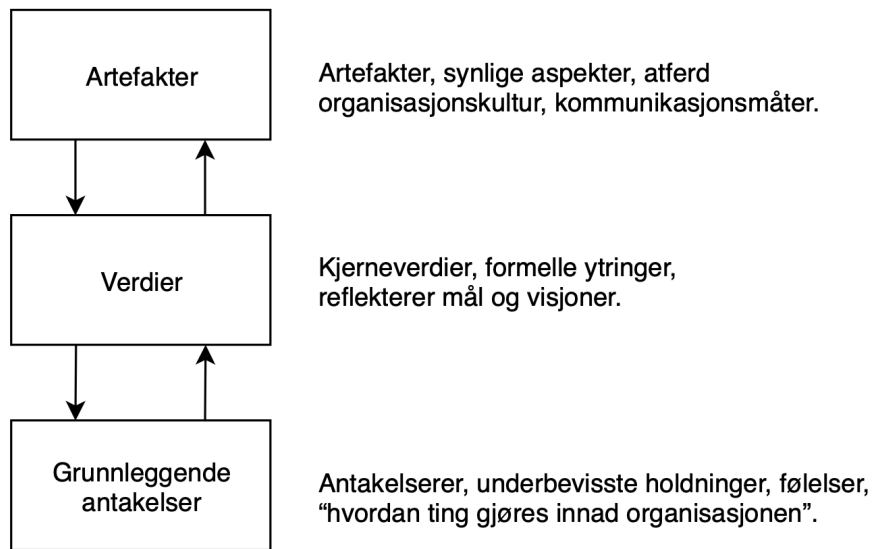 Artefakter
Artefakter, synlige aspekter, atferd
organisasjonskultur, kommunikasjonsmåter.
Verdier
Kjerneverdier, formelle ytringer,
reflekterer mål og visjoner.
Grunnleggende
antakelser
Antakelserer, underbevisste holdninger, følelser,
“hvordan ting gjøres innad organisasjonen”.